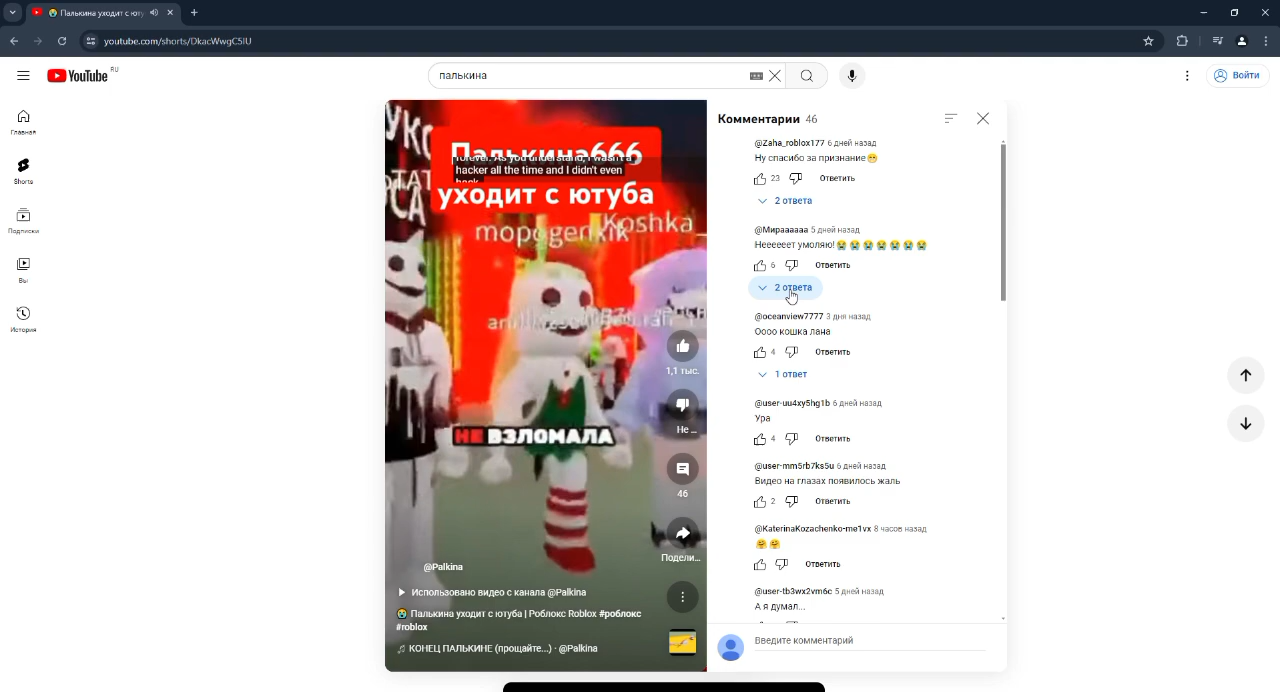 Палькина уходит с юту
youtube.com/shorts/DkacWwgC5IU
YouTube RU
палькина
Войти
Главная
Shorts
Подписки
Вы
История
УКО
Палькина666
forever. As you understand, I wasn't a
hacker all the time and I didn't even
уходит с ютуба
Koshka
mopogenkik
НЕ ВЗЛОМАЛА
1,1 тыс.
Не ...
46
Подели...
@Palkina
Использовано видео с канала @Palkina
😭 Палькина уходит с ютуба | Роблокс Roblox #роблокс
#roblox
КОНЕЦ ПАЛЬКИНЕ (прощайте...) · @Palkina
Комментарии 46
@Zaha_roblox177 6 дней назад
Ну спасибо за признание😁
23 Ответить
2 ответа
@Мираааааа 5 дней назад
Неееееет умоляю!😭😭😭😭😭😭😭
6 Ответить
2 ответа
@oceanview7777 3 дня назад
Оооо кошка лана
4 Ответить
1 ответ
@user-uu4xy5hg1b 6 дней назад
Ура
4 Ответить
@user-mm5rb7ks5u 6 дней назад
Видео на глазах появилось жаль
2 Ответить
@KaterinaKozachenko-me1vx 8 часов назад
🤗🤗
Ответить
@user-tb3wx2vm6c 5 дней назад
А я думал...
Введите комментарий